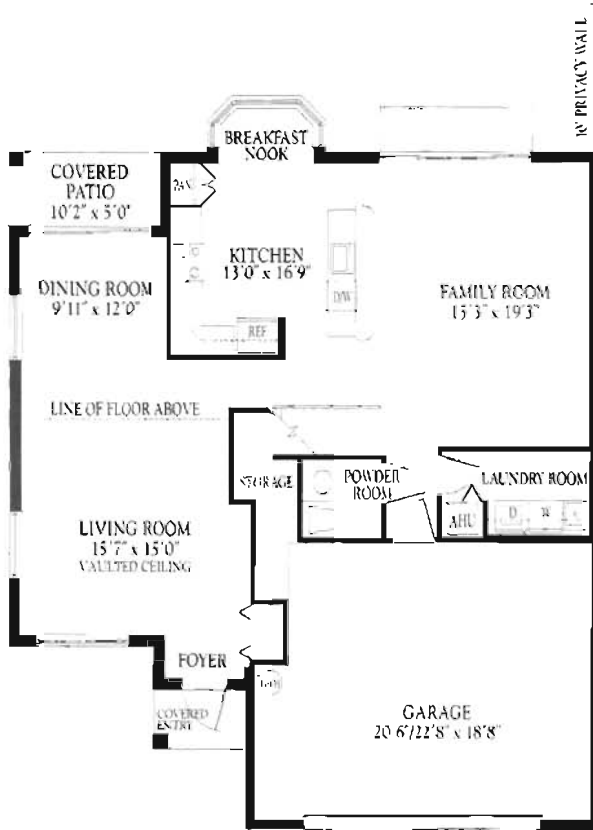 10' PRIVACY WALL
BREAKFAST
NOOK
COVERED
PATIO
10'2" x 5'0"
PAN
KITCHEN
13'0" x 16'9"
DINING ROOM
9'11" x 12'0"
D/W
FAMILY ROOM
15'3" x 19'3"
REF
LINE OF FLOOR ABOVE
STORAGE
POWDER
ROOM
LAUNDRY ROOM
D
W
AHU
LIVING ROOM
15'7" x 15'0"
VAULTED CEILING
FOYER
COVERED
ENTRY
GARAGE
20'6"/22'8" x 18'8"